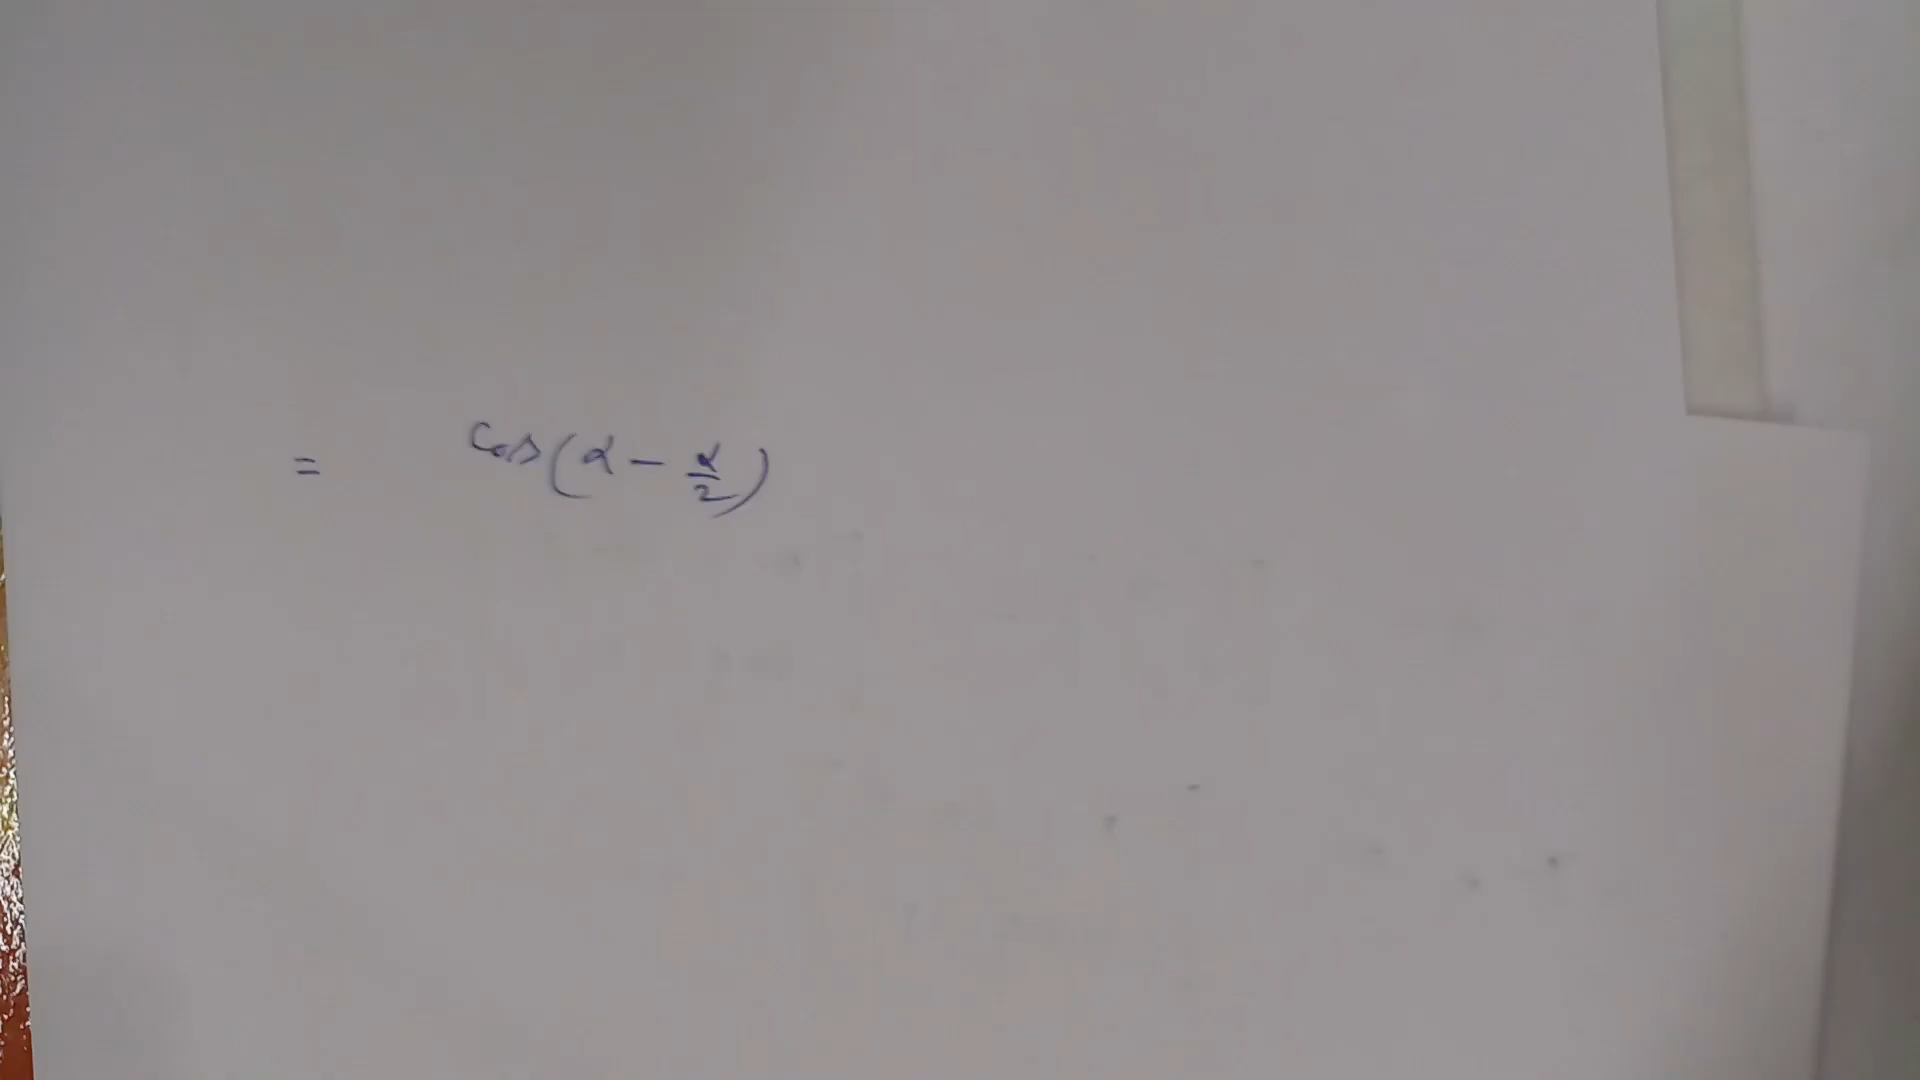 = Cos(α - α/2)